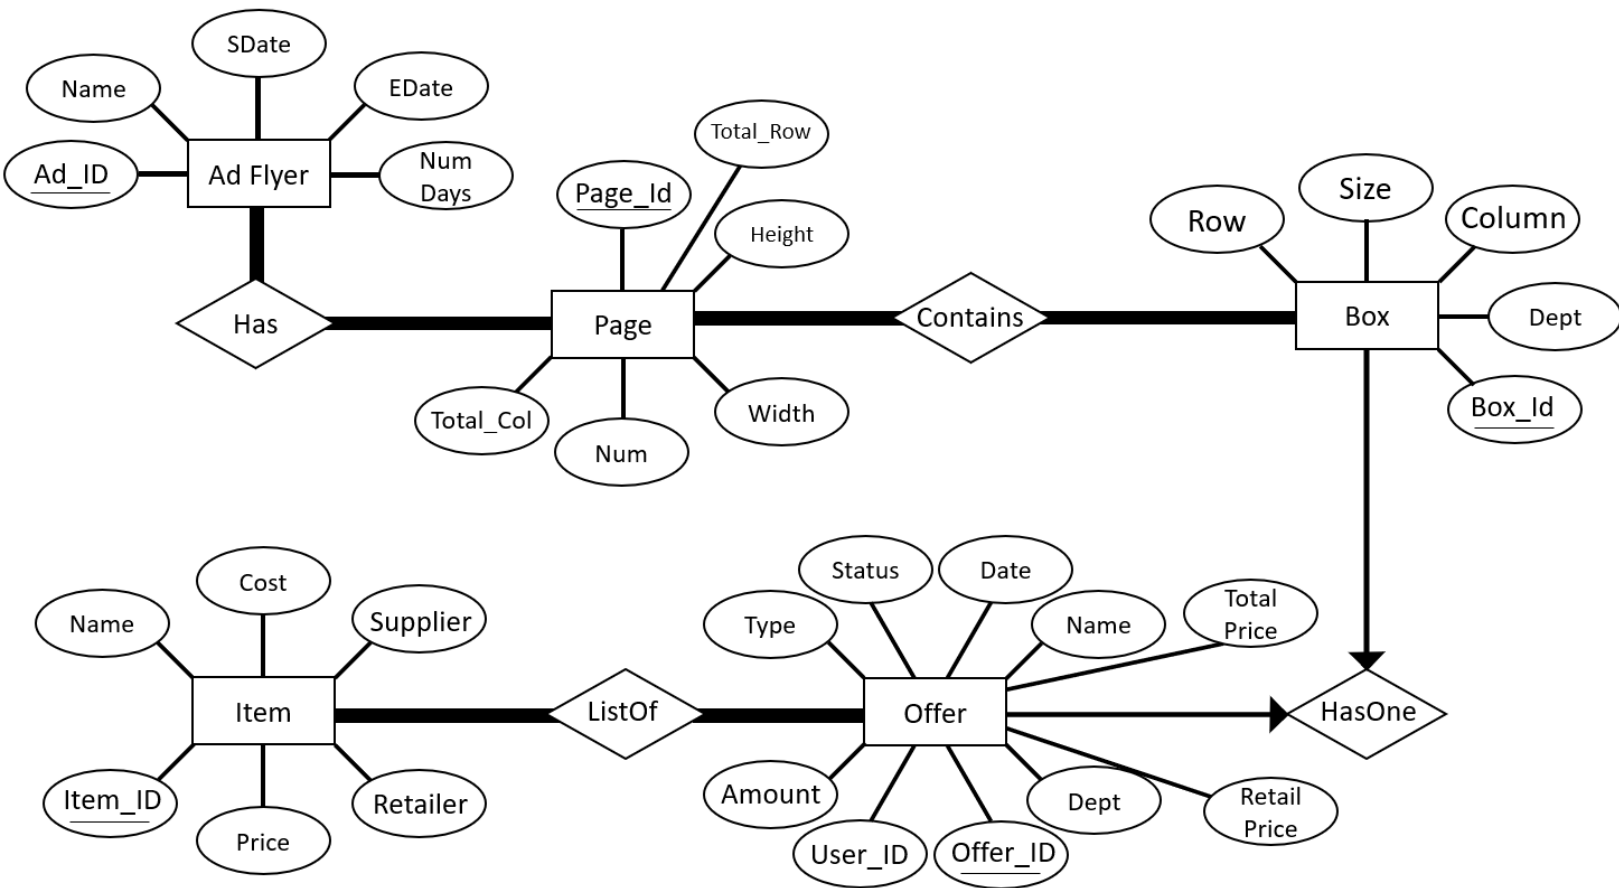 SDate
Name
EDate
Ad_ID
Ad Flyer
Num
Days
Has
Total_Row
Page_Id
Height
Page
Total_Col
Num
Width
Contains
Size
Row
Column
Box
Dept
Box_Id
Cost
Name
Supplier
Item
Item_ID
Price
Retailer
ListOf
Status
Date
Type
Name
Total
Price
Offer
HasOne
Amount
User_ID
Offer_ID
Dept
Retail
Price